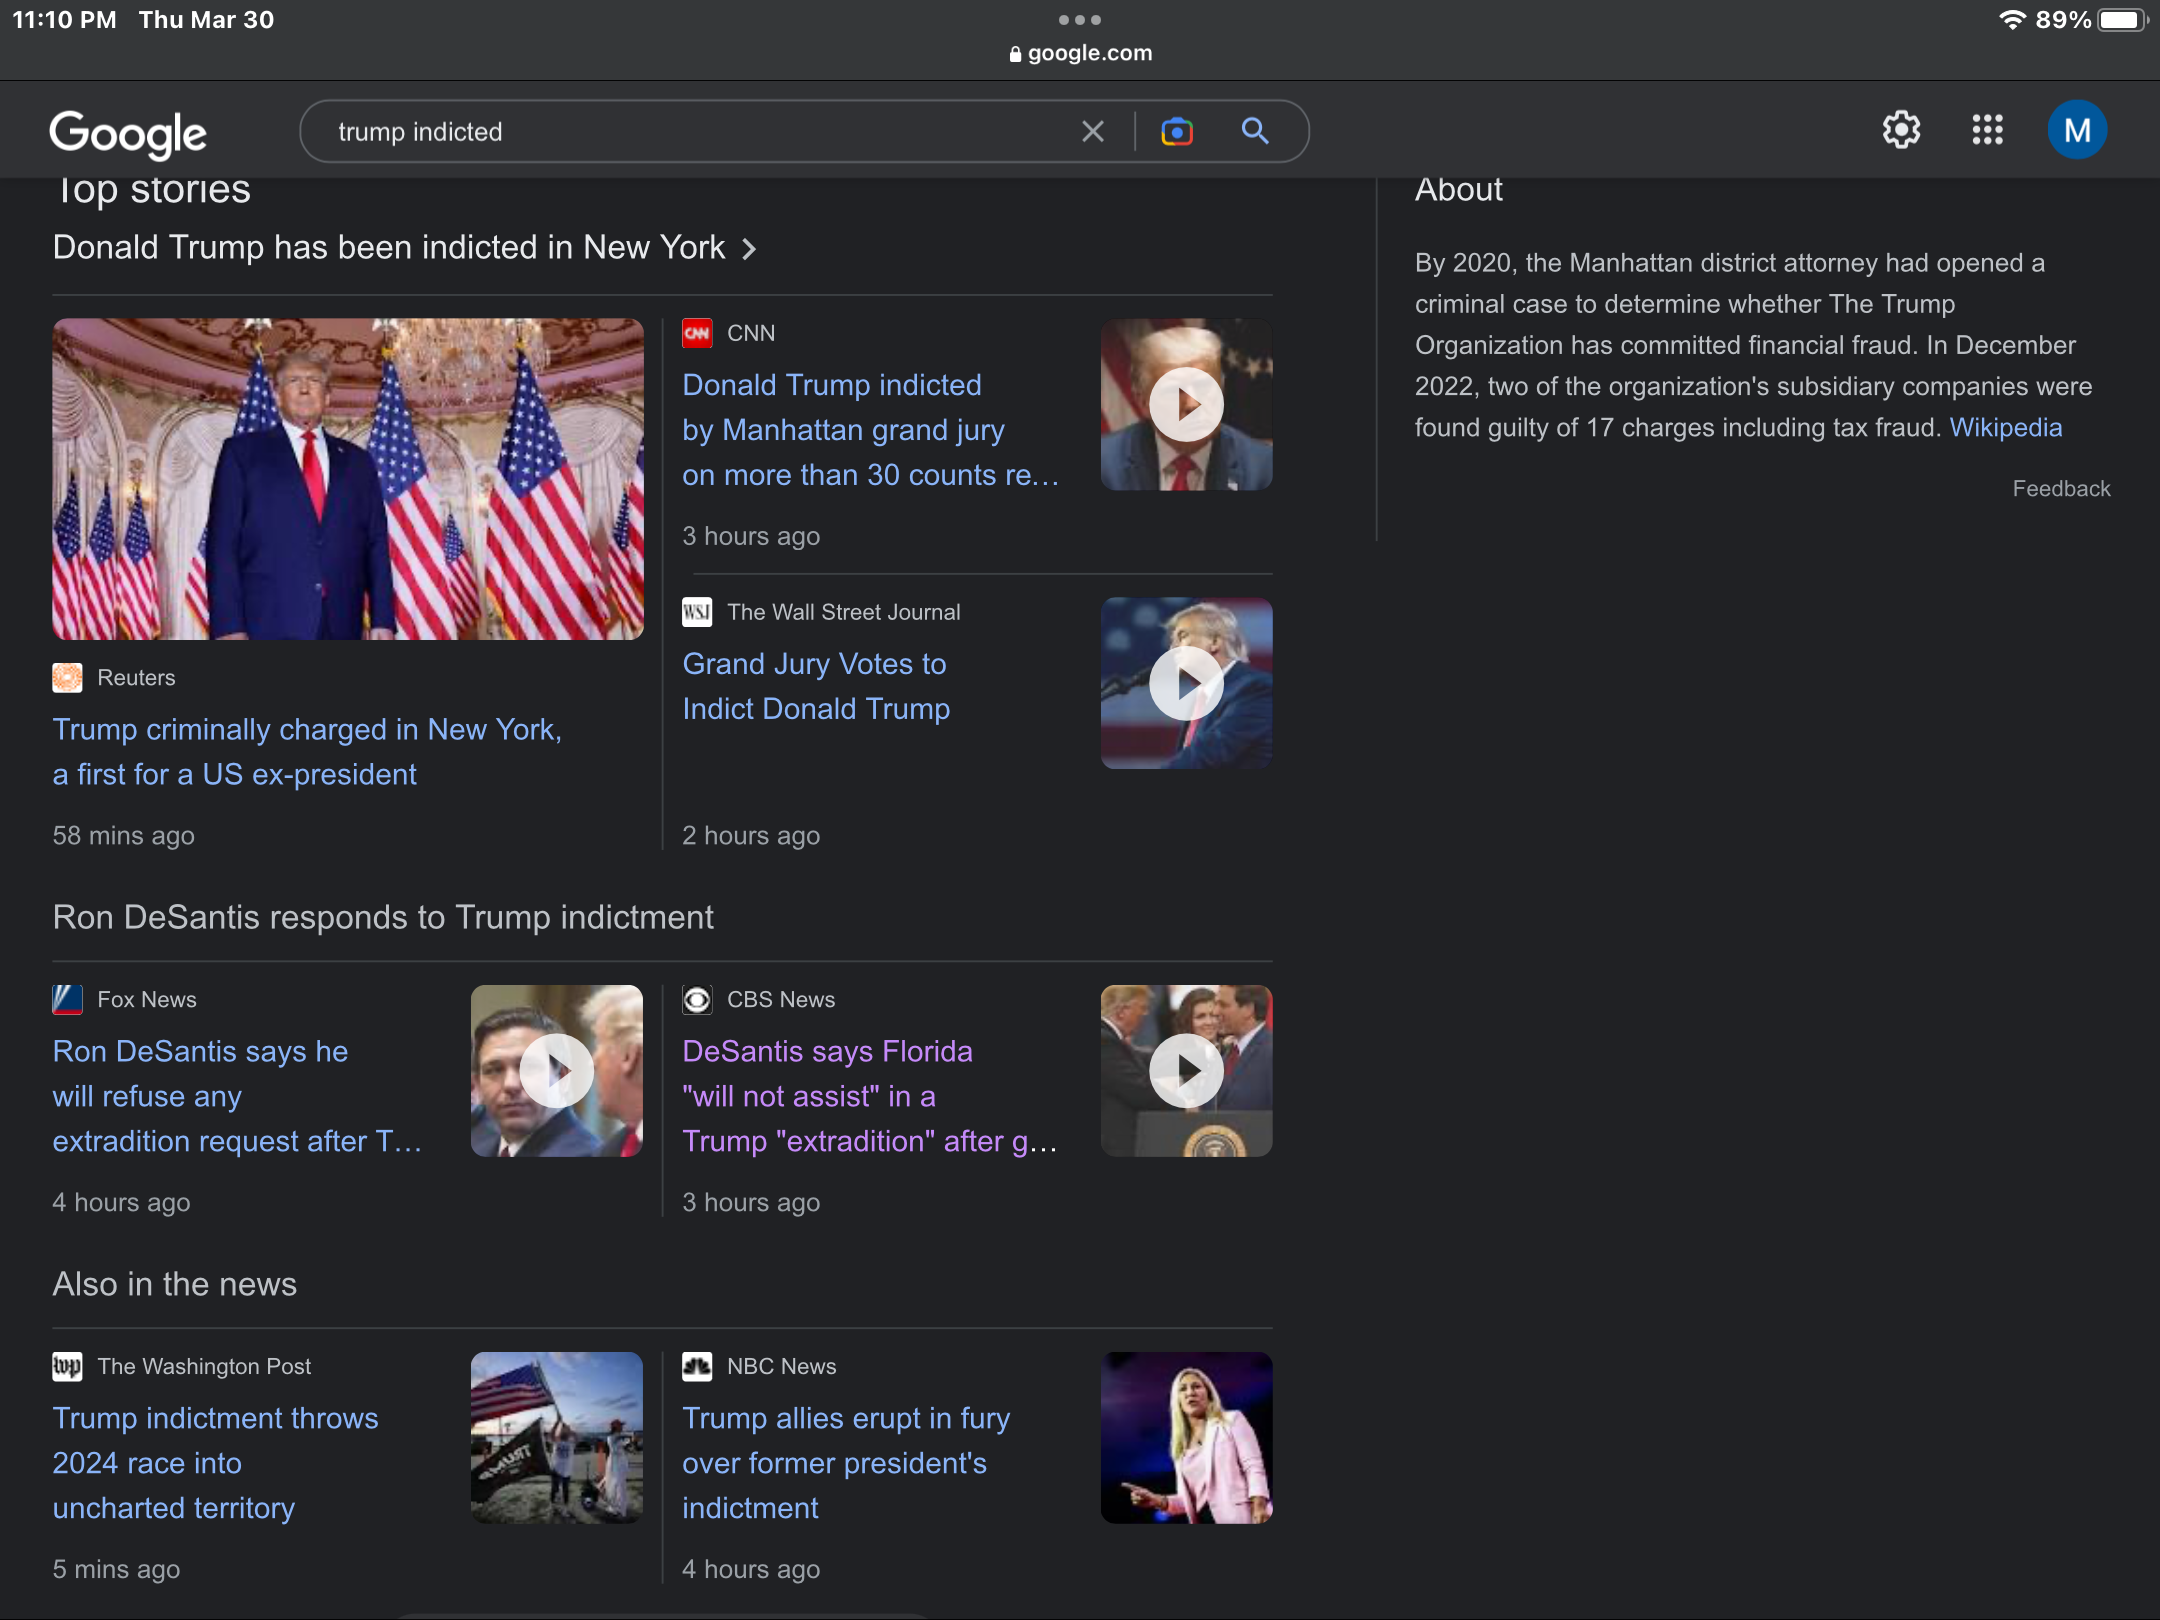 11:10 PM Thu Mar 30
89%
google.com
Google
trump indicted
M
Top stories
Donald Trump has been indicted in New York
Reuters
Trump criminally charged in New York,
a first for a US ex-president
58 mins ago
CNN
CNN
Donald Trump indicted
by Manhattan grand jury
on more than 30 counts re...
3 hours ago
WSJ
The Wall Street Journal
Grand Jury Votes to
Indict Donald Trump
2 hours ago
Ron DeSantis responds to Trump indictment
Fox News
Ron DeSantis says he
will refuse any
extradition request after T...
4 hours ago
CBS News
DeSantis says Florida
"will not assist" in a
Trump "extradition" after g...
3 hours ago
Also in the news
wp
The Washington Post
Trump indictment throws
2024 race into
uncharted territory
5 mins ago
TRUMP
NBC News
Trump allies erupt in fury
over former president's
indictment
4 hours ago
About
By 2020, the Manhattan district attorney had opened a
criminal case to determine whether The Trump
Organization has committed financial fraud. In December
2022, two of the organization's subsidiary companies were
found guilty of 17 charges including tax fraud. Wikipedia
Feedback